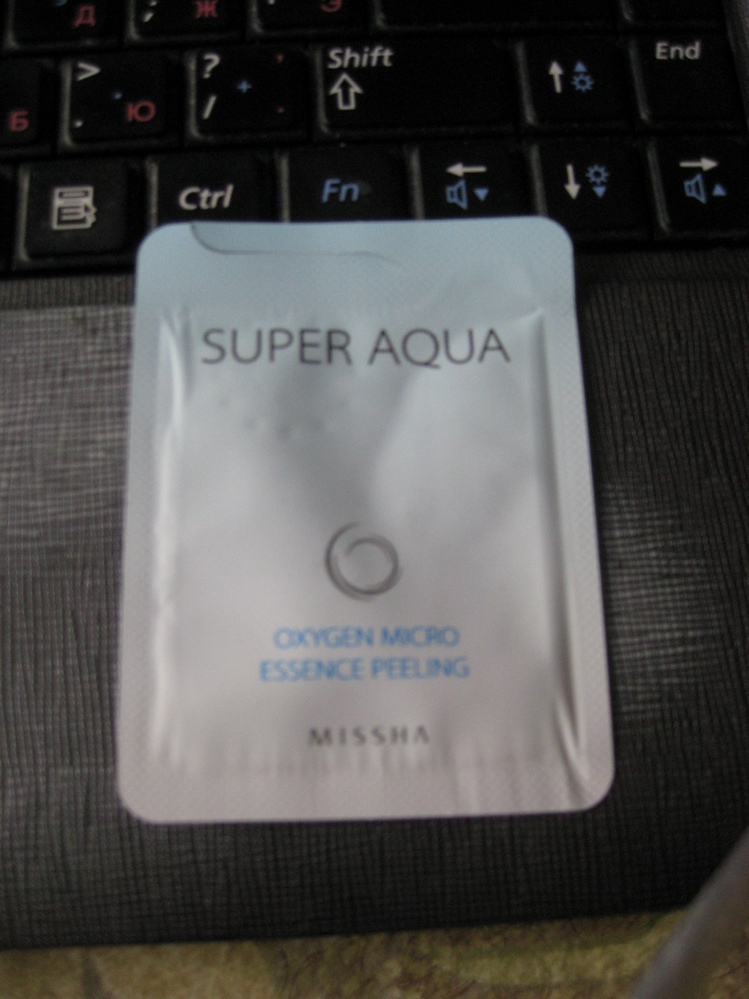 Д Ж Э
Б > . Ю ? / + Shift End
Ctrl Fn
SUPER AQUA
OXYGEN MICRO
ESSENCE PEELING
MISSHA